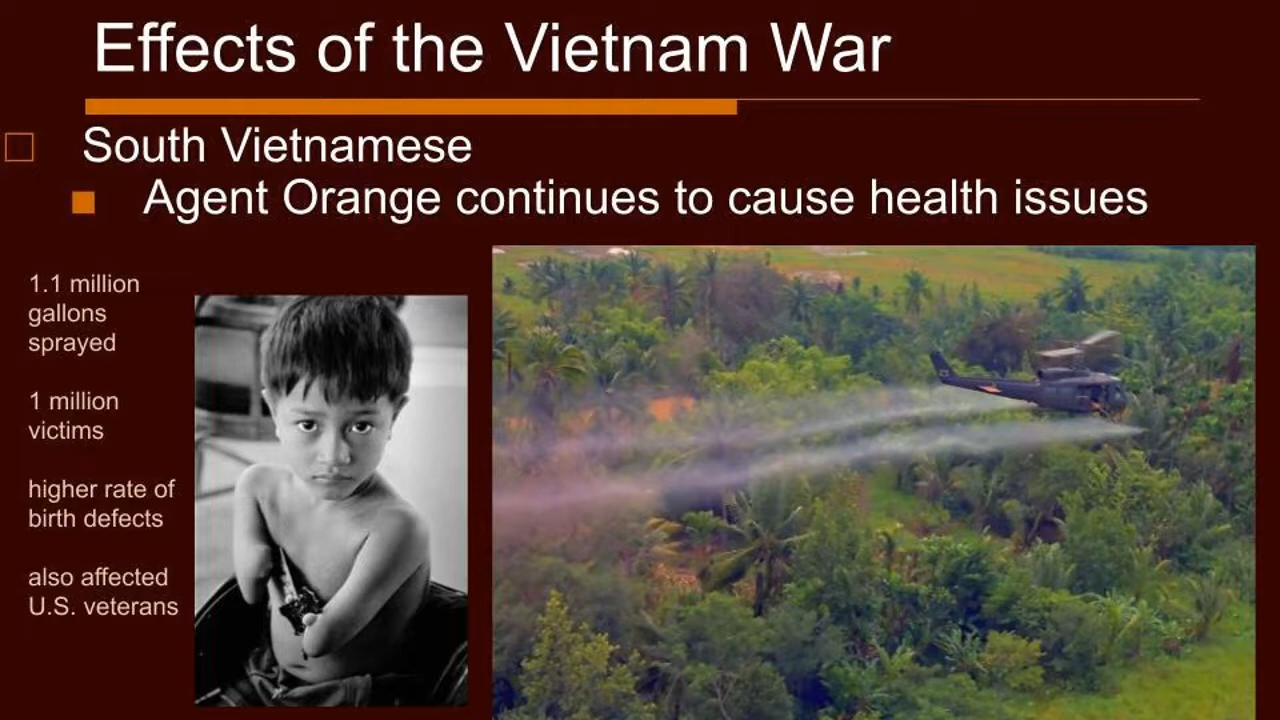 Effects of the Vietnam War
South Vietnamese
Agent Orange continues to cause health issues
1.1 million
gallons
sprayed
1 million
victims
higher rate of
birth defects
also affected
U.S. veterans